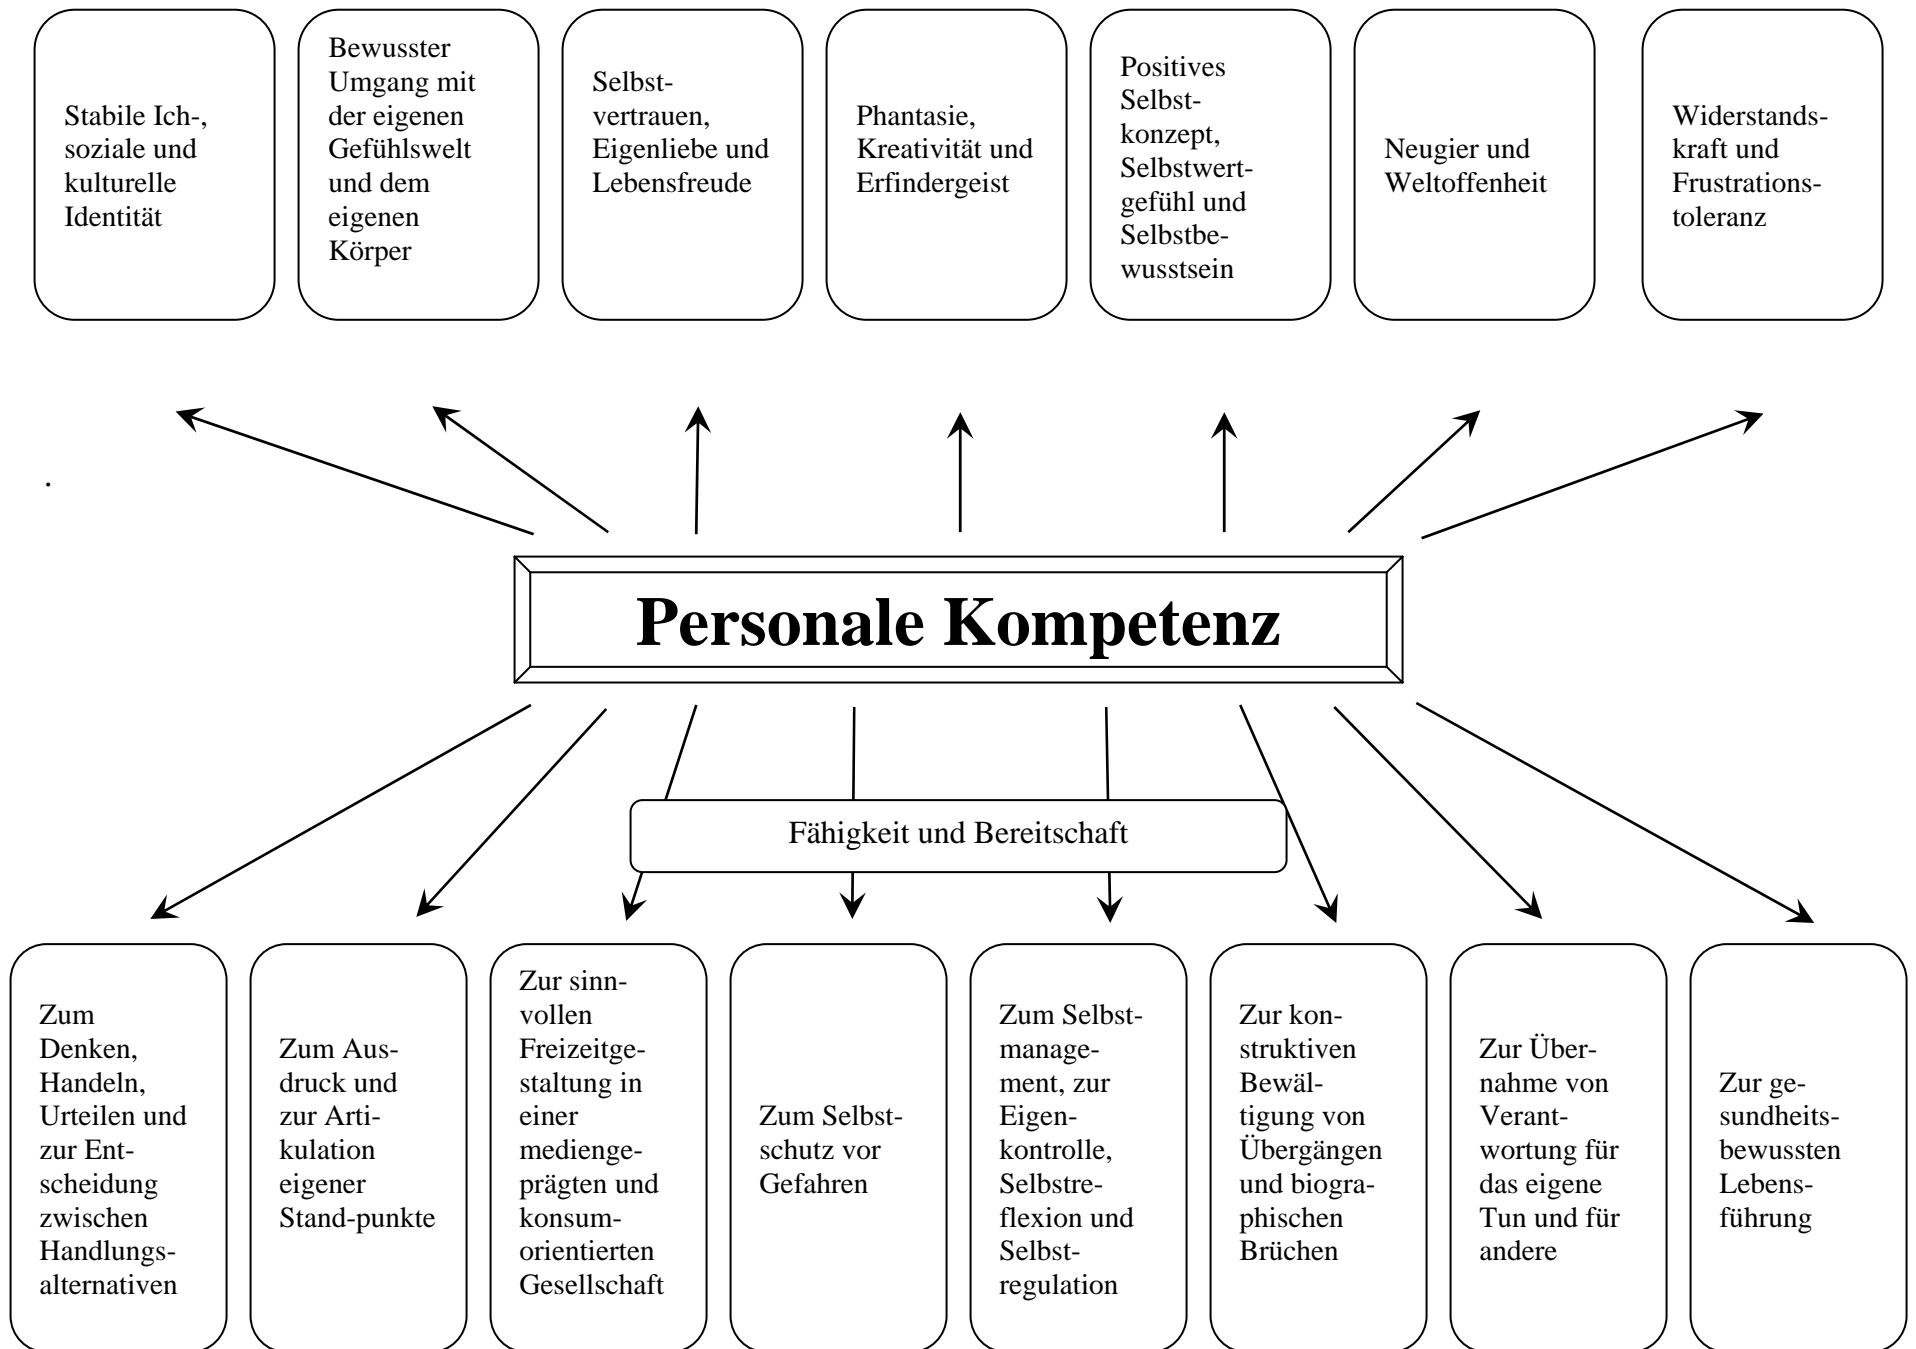 Stabile Ich-,
soziale und
kulturelle
Identität
Bewusster
Umgang mit
der eigenen
Gefühlswelt
und dem
eigenen
Körper
Selbst-
vertrauen,
Eigenliebe und
Lebensfreude
Phantasie,
Kreativität und
Erfindergeist
Positives
Selbst-
konzept,
Selbstwert-
gefühl und
Selbstbe-
wusstsein
Neugier und
Weltoffenheit
Widerstands-
kraft und
Frustrations-
toleranz
.
Personale Kompetenz
Fähigkeit und Bereitschaft
Zum
Denken,
Handeln,
Urteilen und
zur Ent-
scheidung
zwischen
Handlungs-
alternativen
Zum Aus-
druck und
zur Arti-
kulation
eigener
Stand-punkte
Zur sinn-
vollen
Freizeitge-
staltung in
einer
medienge-
prägten und
konsum-
orientierten
Gesellschaft
Zum Selbst-
schutz vor
Gefahren
Zum Selbst-
manage-
ment, zur
Eigen-
kontrolle,
Selbstre-
flexion und
Selbst-
regulation
Zur kon-
struktiven
Bewäl-
tigung von
Übergängen
und biogra-
phischen
Brüchen
Zur Über-
nahme von
Verant-
wortung für
das eigene
Tun und für
andere
Zur ge-
sundheits-
bewussten
Lebens-
führung